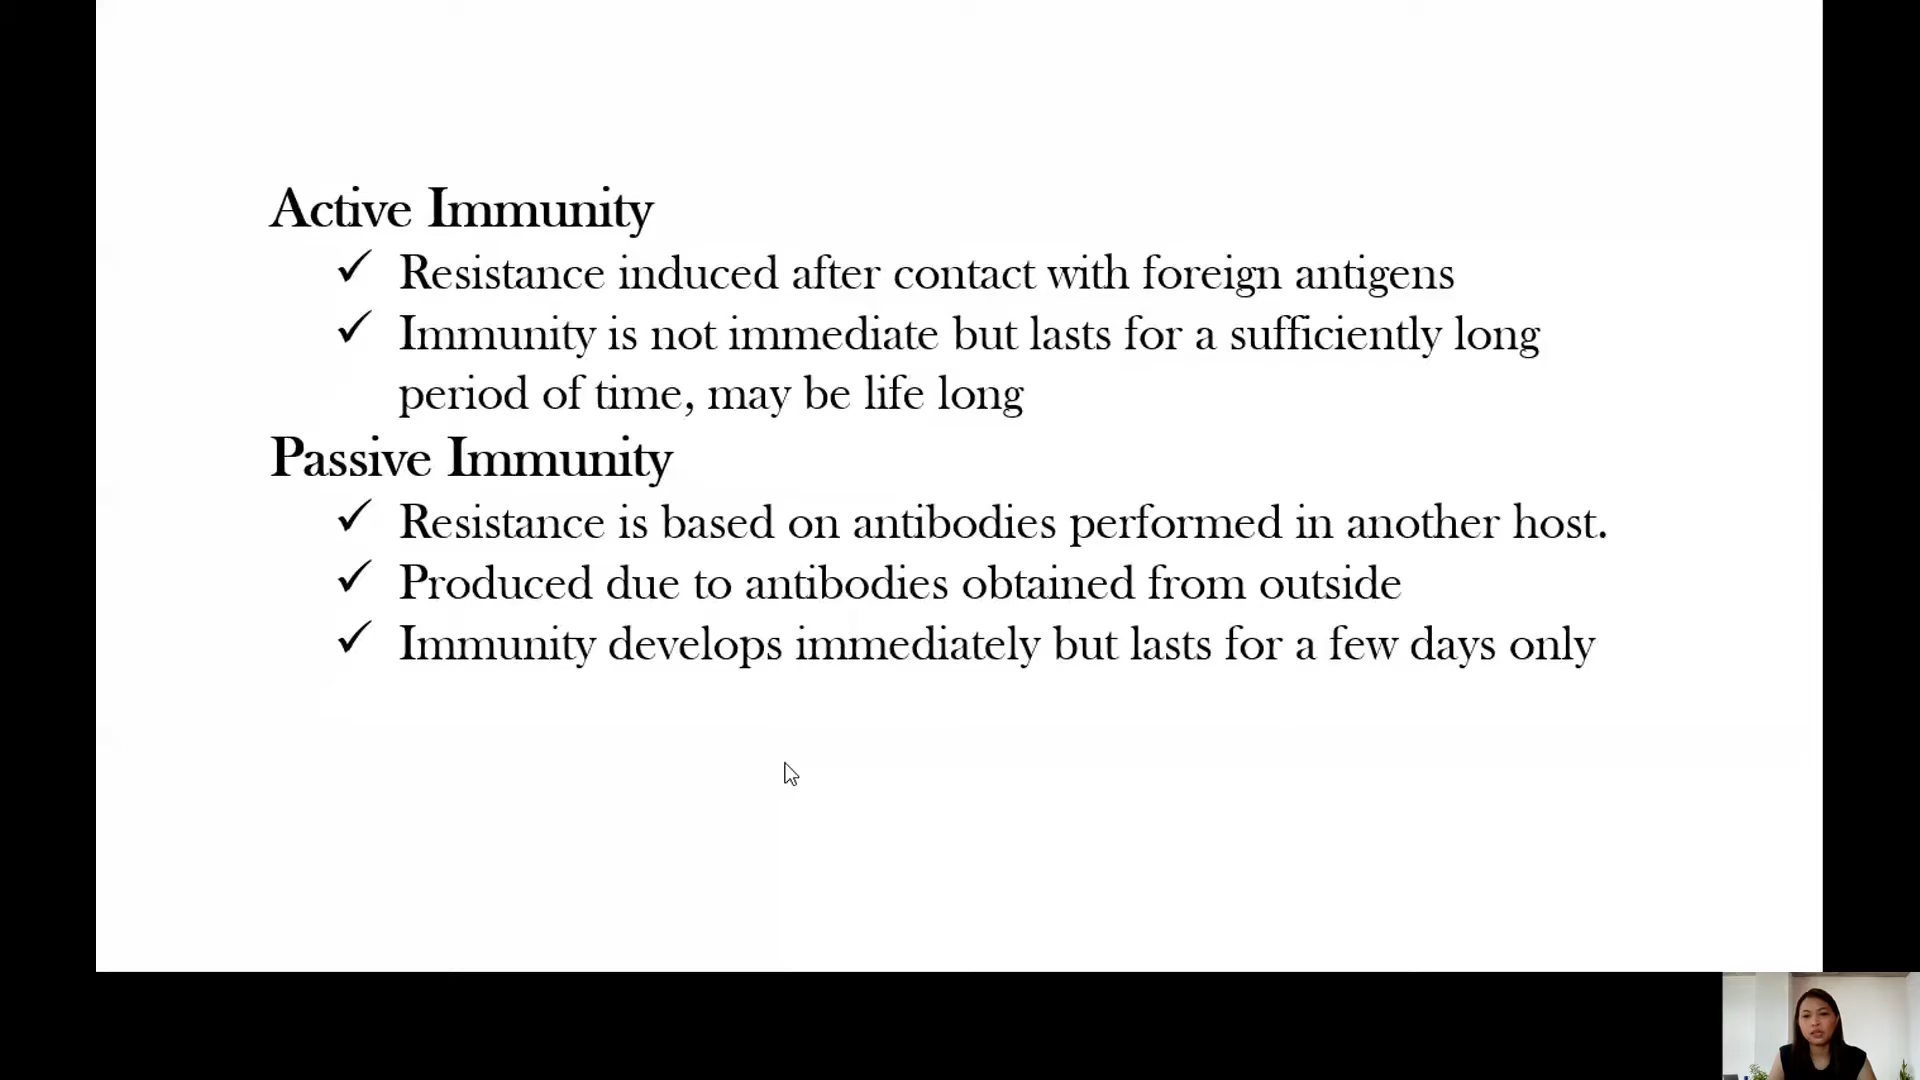 Active Immunity
✓ Resistance induced after contact with foreign antigens
✓ Immunity is not immediate but lasts for a sufficiently long
period of time, may be life long
Passive Immunity
✓ Resistance is based on antibodies performed in another host.
✓ Produced due to antibodies obtained from outside
✓ Immunity develops immediately but lasts for a few days only